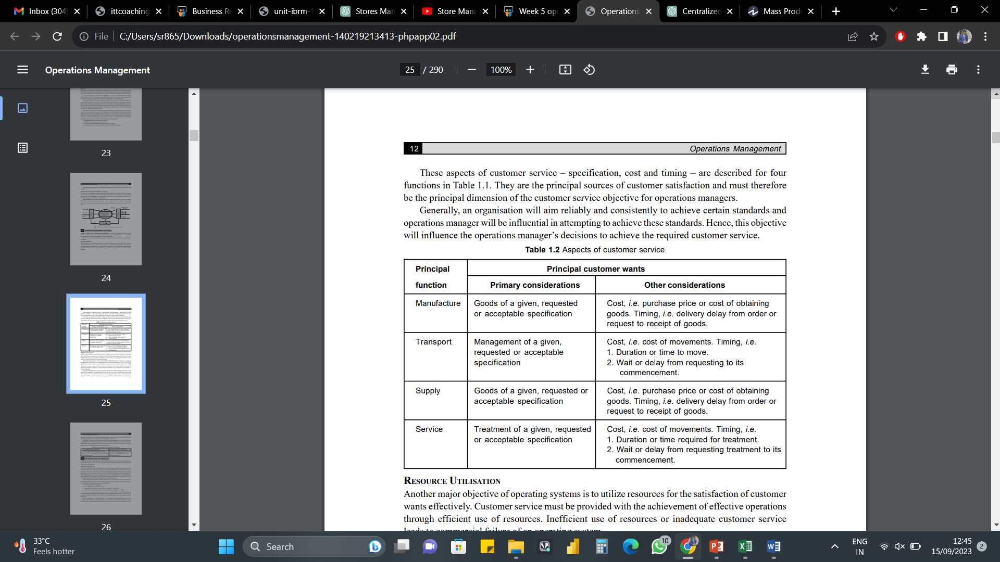 Inbox (304)
ittcoaching
Business Re
unit-ibrm-1
Stores Man
Store Mana
Week 5 ope
Operations
Centralized
Mass Produ
File
C:/Users/sr865/Downloads/operationsmanagement-140219213413-phpapp02.pdf
Operations Management
25 / 290
100%
23
24
25
26
12
Operations Management
These aspects of customer service – specification, cost and timing – are described for four
functions in Table 1.1. They are the principal sources of customer satisfaction and must therefore
be the principal dimension of the customer service objective for operations managers.
Generally, an organisation will aim reliably and consistently to achieve certain standards and
operations manager will be influential in attempting to achieve these standards. Hence, this objective
will influence the operations manager's decisions to achieve the required customer service.
Table 1.2 Aspects of customer service
Principal
function
Principal customer wants
Primary considerations
Other considerations
Manufacture
Goods of a given, requested
or acceptable specification
Cost, i.e. purchase price or cost of obtaining
goods. Timing, i.e. delivery delay from order or
request to receipt of goods.
Transport
Management of a given,
requested or acceptable
specification
Cost, i.e. cost of movements. Timing, i.e.
1. Duration or time to move.
2. Wait or delay from requesting to its
commencement.
Supply
Goods of a given, requested or
acceptable specification
Cost, i.e. purchase price or cost of obtaining
goods. Timing, i.e. delivery delay from order or
request to receipt of goods.
Service
Treatment of a given, requested
or acceptable specification
Cost, i.e. cost of movements. Timing, i.e.
1. Duration or time required for treatment.
2. Wait or delay from requesting treatment to its
commencement.
RESOURCE UTILISATION
Another major objective of operating systems is to utilize resources for the satisfaction of customer
wants effectively. Customer service must be provided with the achievement of effective operations
through efficient use of resources. Inefficient use of resources or inadequate customer service
leads to commercial failure of an operating system.
33°C
Feels hotter
Search
10
ENG
IN
12:45
15/09/2023
2